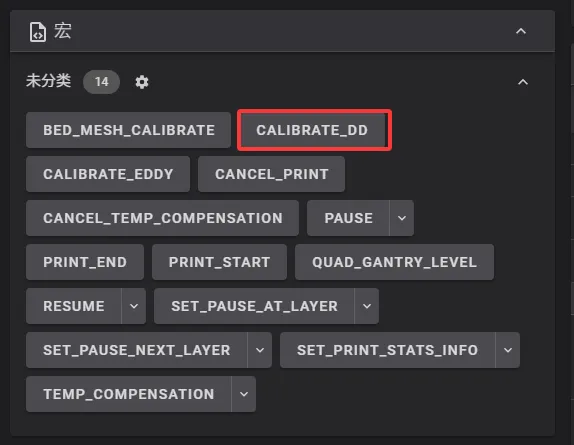 宏
未分类 14
BED_MESH_CALIBRATE CALIBRATE_DD
CALIBRATE_EDDY CANCEL_PRINT
CANCEL_TEMP_COMPENSATION PAUSE
PRINT_END PRINT_START QUAD_GANTRY_LEVEL
RESUME SET_PAUSE_AT_LAYER
SET_PAUSE_NEXT_LAYER SET_PRINT_STATS_INFO
TEMP_COMPENSATION